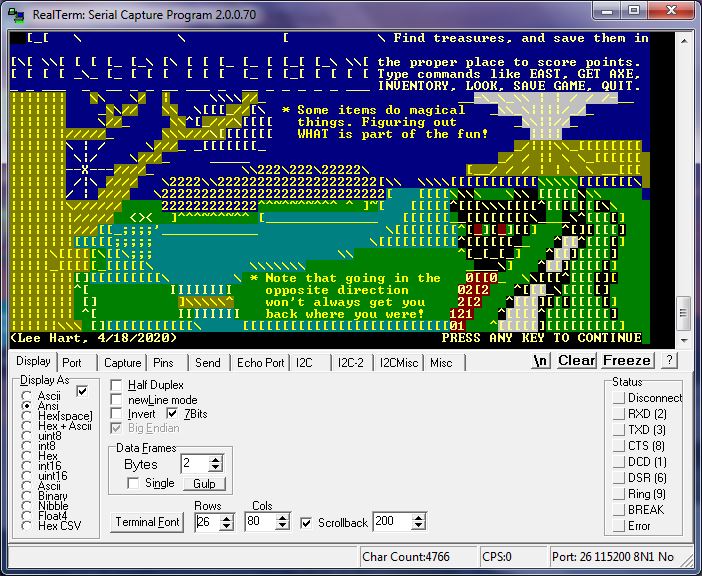 RealTerm: Serial Capture Program 2.0.0.70
Find treasures, and save them in
the proper place to score points.
Type commands like EAST, GET AXE,
INVENTORY, LOOK, SAVE GAME, QUIT.
* Some items do magical
things. Figuring out
WHAT is part of the fun!
* Note that going in the
opposite direction
won't always get you
back where you were!
(Lee Hart, 4/18/2020) PRESS ANY KEY TO CONTINUE
Display Port Capture Pins Send Echo Port I2C I2C-2 I2CMisc Misc \n Clear Freeze ?
Display As
Ascii
Ansi
Hex[space]
Hex + Ascii
uint8
int8
Hex
int16
uint16
Ascii
Binary
Nibble
Float4
Hex CSV
Half Duplex
newLine mode
Invert 7Bits
Big Endian
Data Frames
Bytes 2
Single Gulp
Rows Cols
Terminal Font 26 80 Scrollback 200
Status
Disconnect
RXD (2)
TXD (3)
CTS (8)
DCD (1)
DSR (6)
Ring (9)
BREAK
Error
Char Count:4766 CPS:0 Port: 26 115200 8N1 No